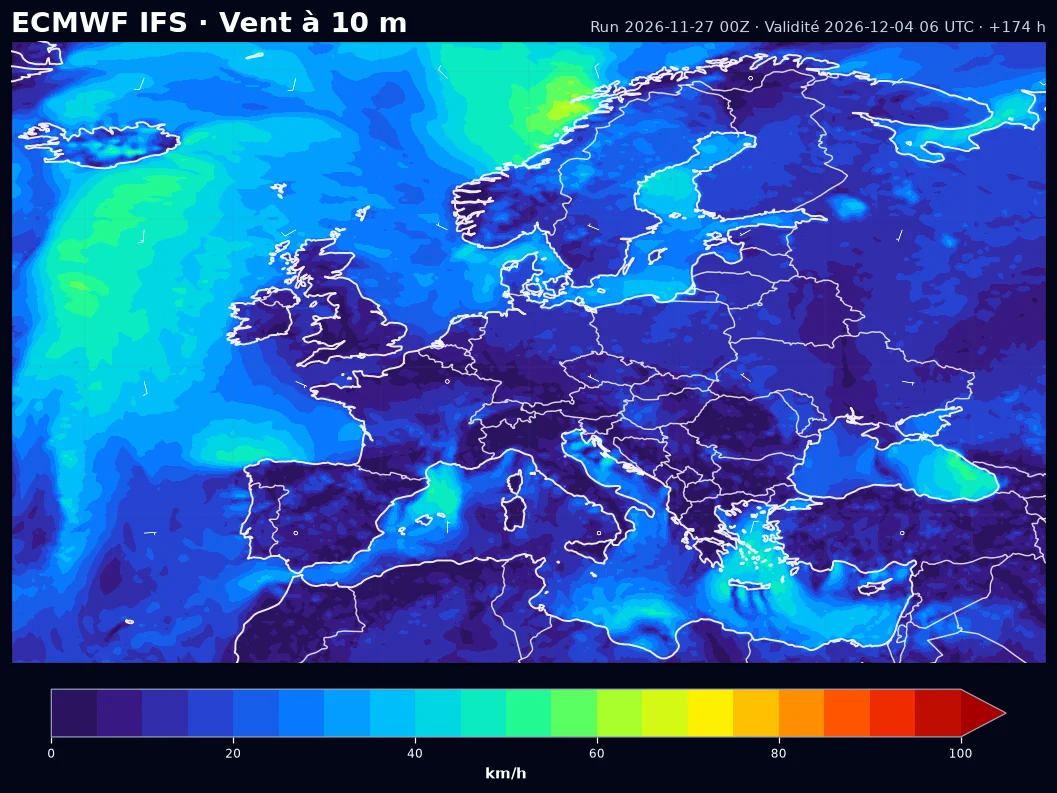 ECMWF IFS · Vent à 10 m
Run 2026-11-27 00Z · Validité 2026-12-04 06 UTC · +174 h
0 20 40 60 80 100
km/h